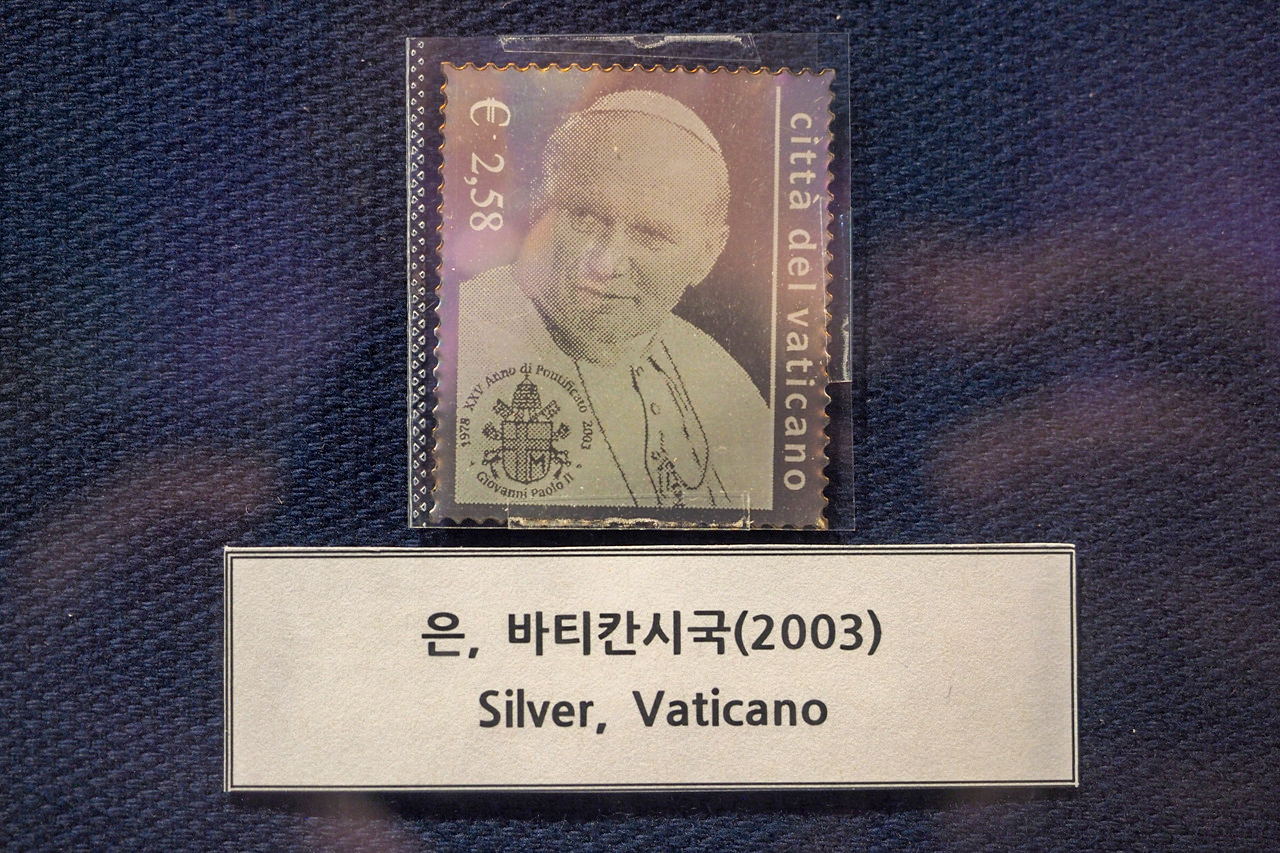 € 2,58
città del vaticano
1978 XXV Anno di Pontificato 2003
Giovanni Paolo II
은, 바티칸시국(2003)
Silver, Vaticano